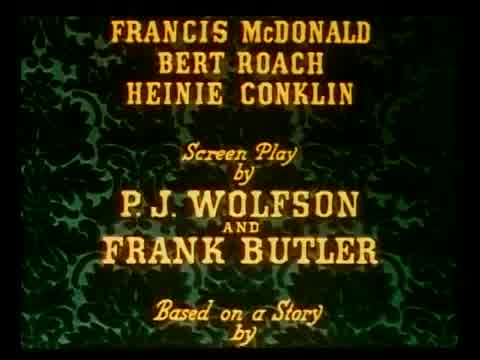 FRANCIS McDONALD
BERT ROACH
HEINIE CONKLIN
Screen Play
by
P. J. WOLFSON
AND
FRANK BUTLER
Based on a Story
by